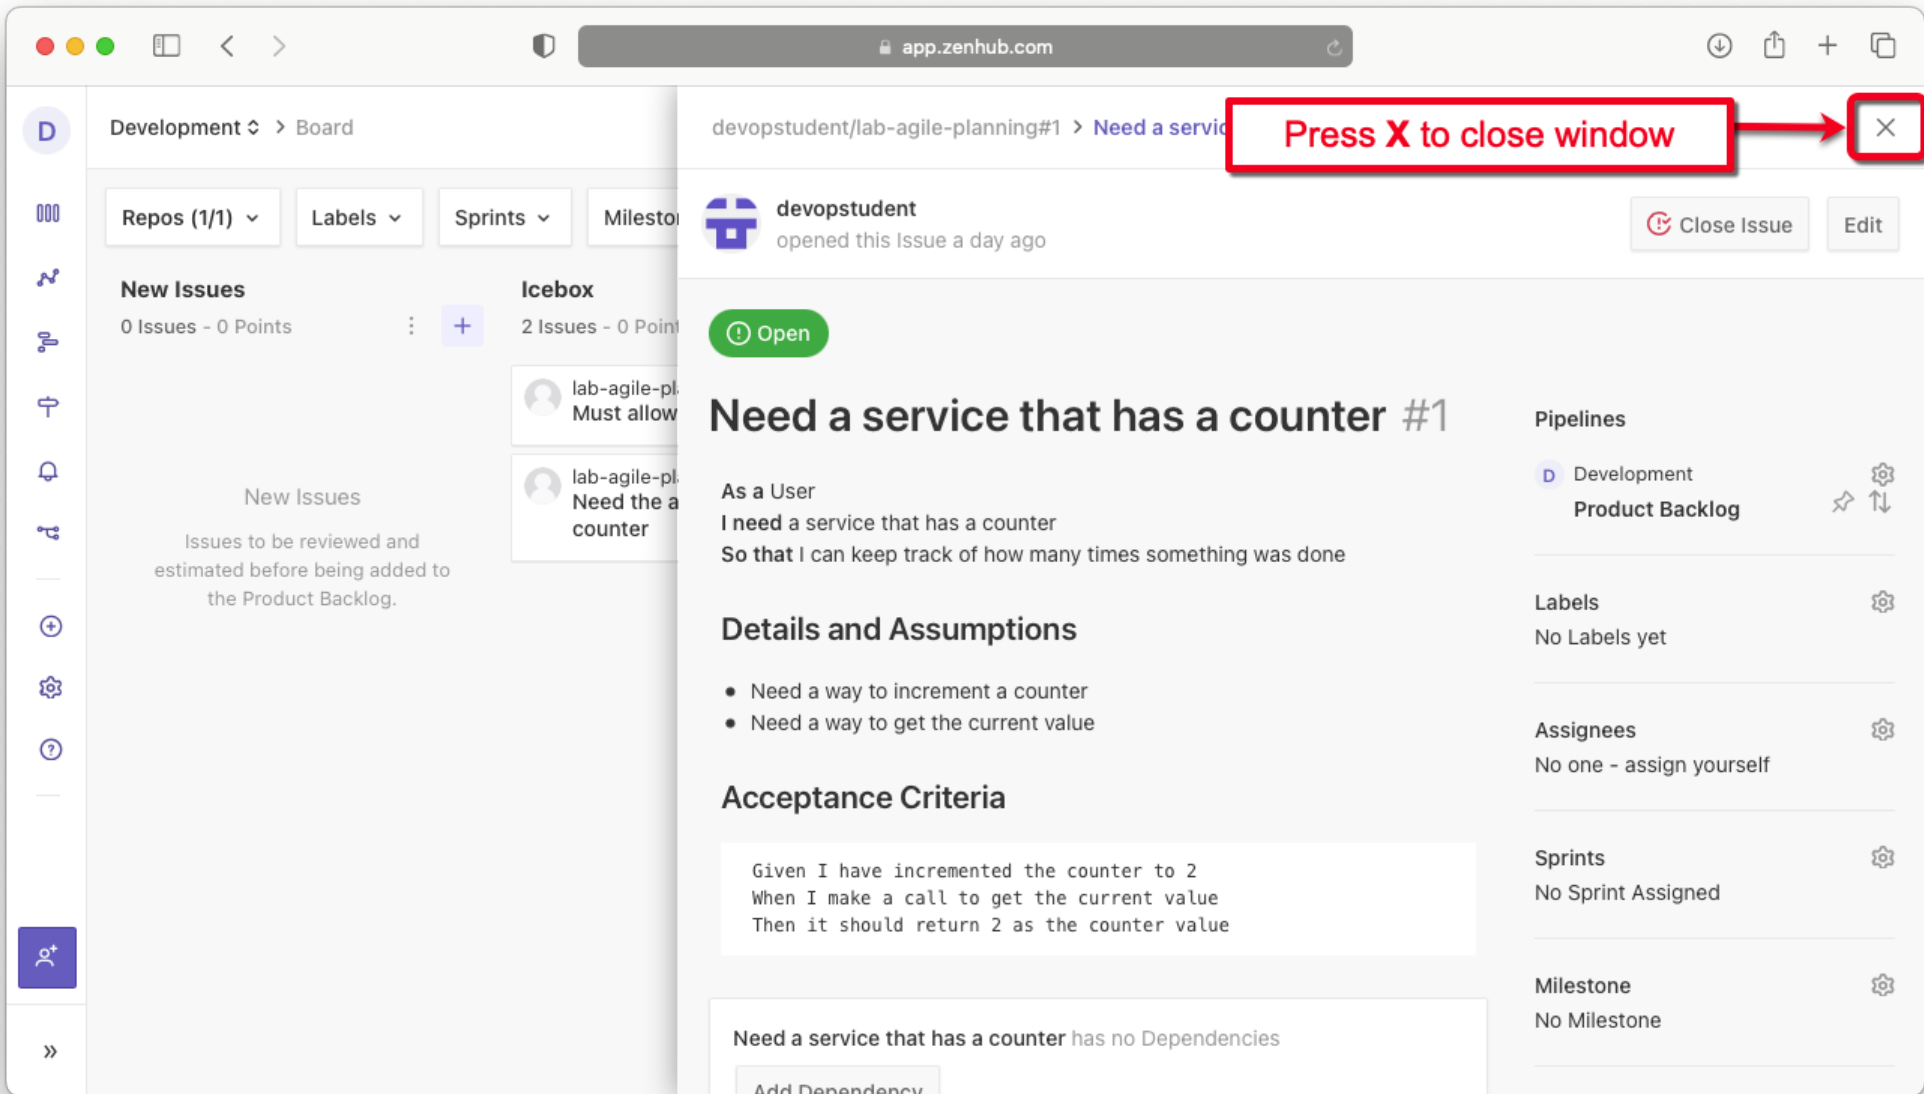 app.zenhub.com
D
Development > Board
devopstudent/lab-agile-planning#1 > Need a servic
Press X to close window
Repos (1/1)
Labels
Sprints
Milesto
devopstudent
opened this Issue a day ago
Close Issue
Edit
New Issues
0 Issues - 0 Points
Icebox
2 Issues - 0 Point
lab-agile-pl
Must allow
lab-agile-pl
Need the a
counter
New Issues
Issues to be reviewed and
estimated before being added to
the Product Backlog.
Open
Need a service that has a counter #1
As a User
I need a service that has a counter
So that I can keep track of how many times something was done
Details and Assumptions
Need a way to increment a counter
Need a way to get the current value
Acceptance Criteria
Given I have incremented the counter to 2
When I make a call to get the current value
Then it should return 2 as the counter value
Need a service that has a counter has no Dependencies
Add Dependency
Pipelines
D Development
Product Backlog
Labels
No Labels yet
Assignees
No one - assign yourself
Sprints
No Sprint Assigned
Milestone
No Milestone